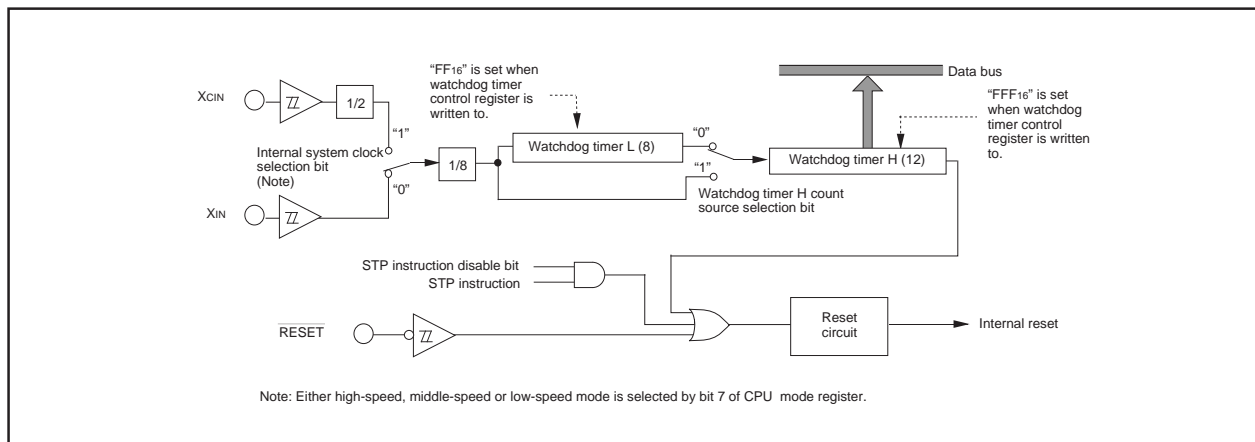 “FF16” is set when
watchdog timer
control register is
written to.
Data bus
“FFF16” is set
when watchdog
timer control
register is written
to.
XCIN
1/2
“1”
Internal system clock
selection bit
(Note)
“0”
1/8
Watchdog timer L (8)
“0”
“1”
Watchdog timer H count
source selection bit
Watchdog timer H (12)
XIN
STP instruction disable bit
STP instruction
RESET
Reset
circuit
Internal reset
Note: Either high-speed, middle-speed or low-speed mode is selected by bit 7 of CPU mode register.